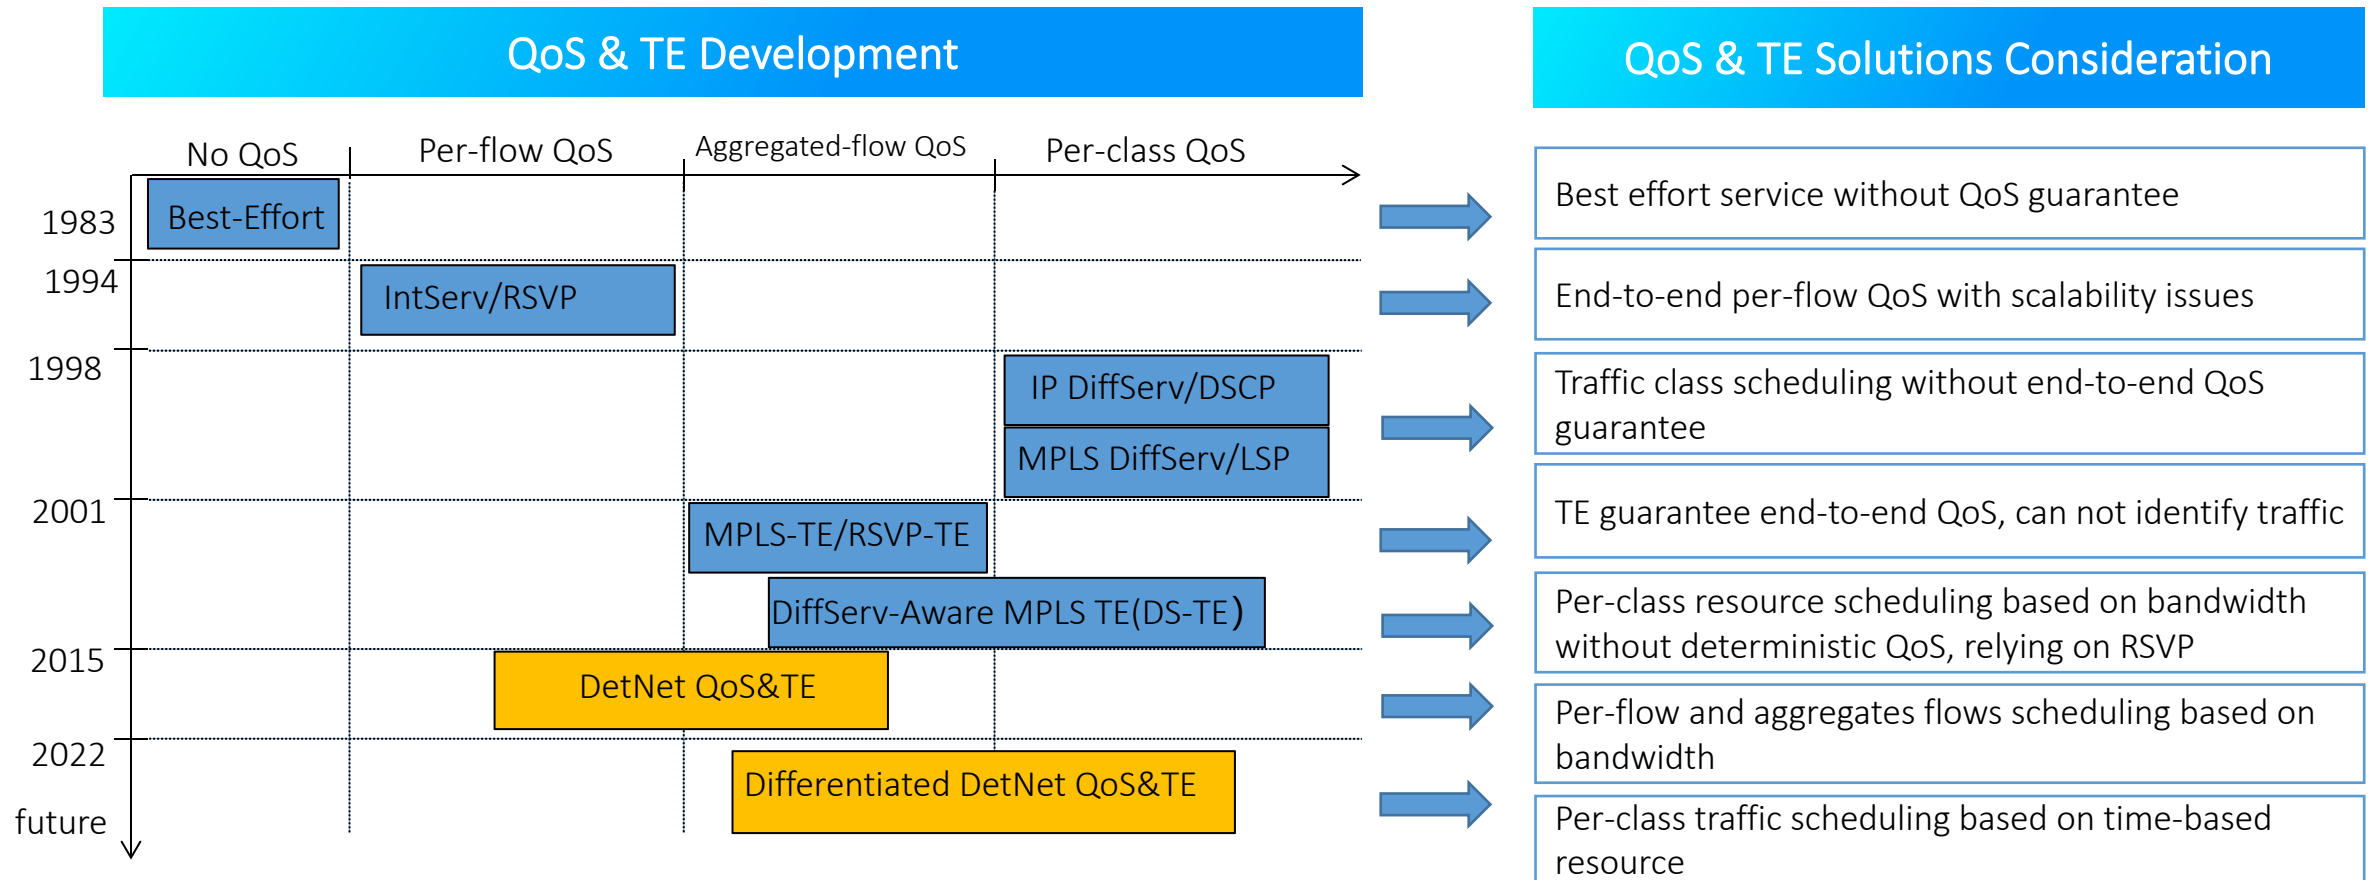 QoS & TE Development
QoS & TE Solutions Consideration
No QoS
Per-flow QoS
Aggregated-flow QoS
Per-class QoS
1983
Best-Effort
Best effort service without QoS guarantee
1994
IntServ/RSVP
End-to-end per-flow QoS with scalability issues
1998
IP DiffServ/DSCP
MPLS DiffServ/LSP
Traffic class scheduling without end-to-end QoS
guarantee
2001
MPLS-TE/RSVP-TE
TE guarantee end-to-end QoS, can not identify traffic
DiffServ-Aware MPLS TE(DS-TE）
Per-class resource scheduling based on bandwidth
without deterministic QoS, relying on RSVP
2015
DetNet QoS&TE
Per-flow and aggregates flows scheduling based on
bandwidth
2022
Differentiated DetNet QoS&TE
future
Per-class traffic scheduling based on time-based
resource